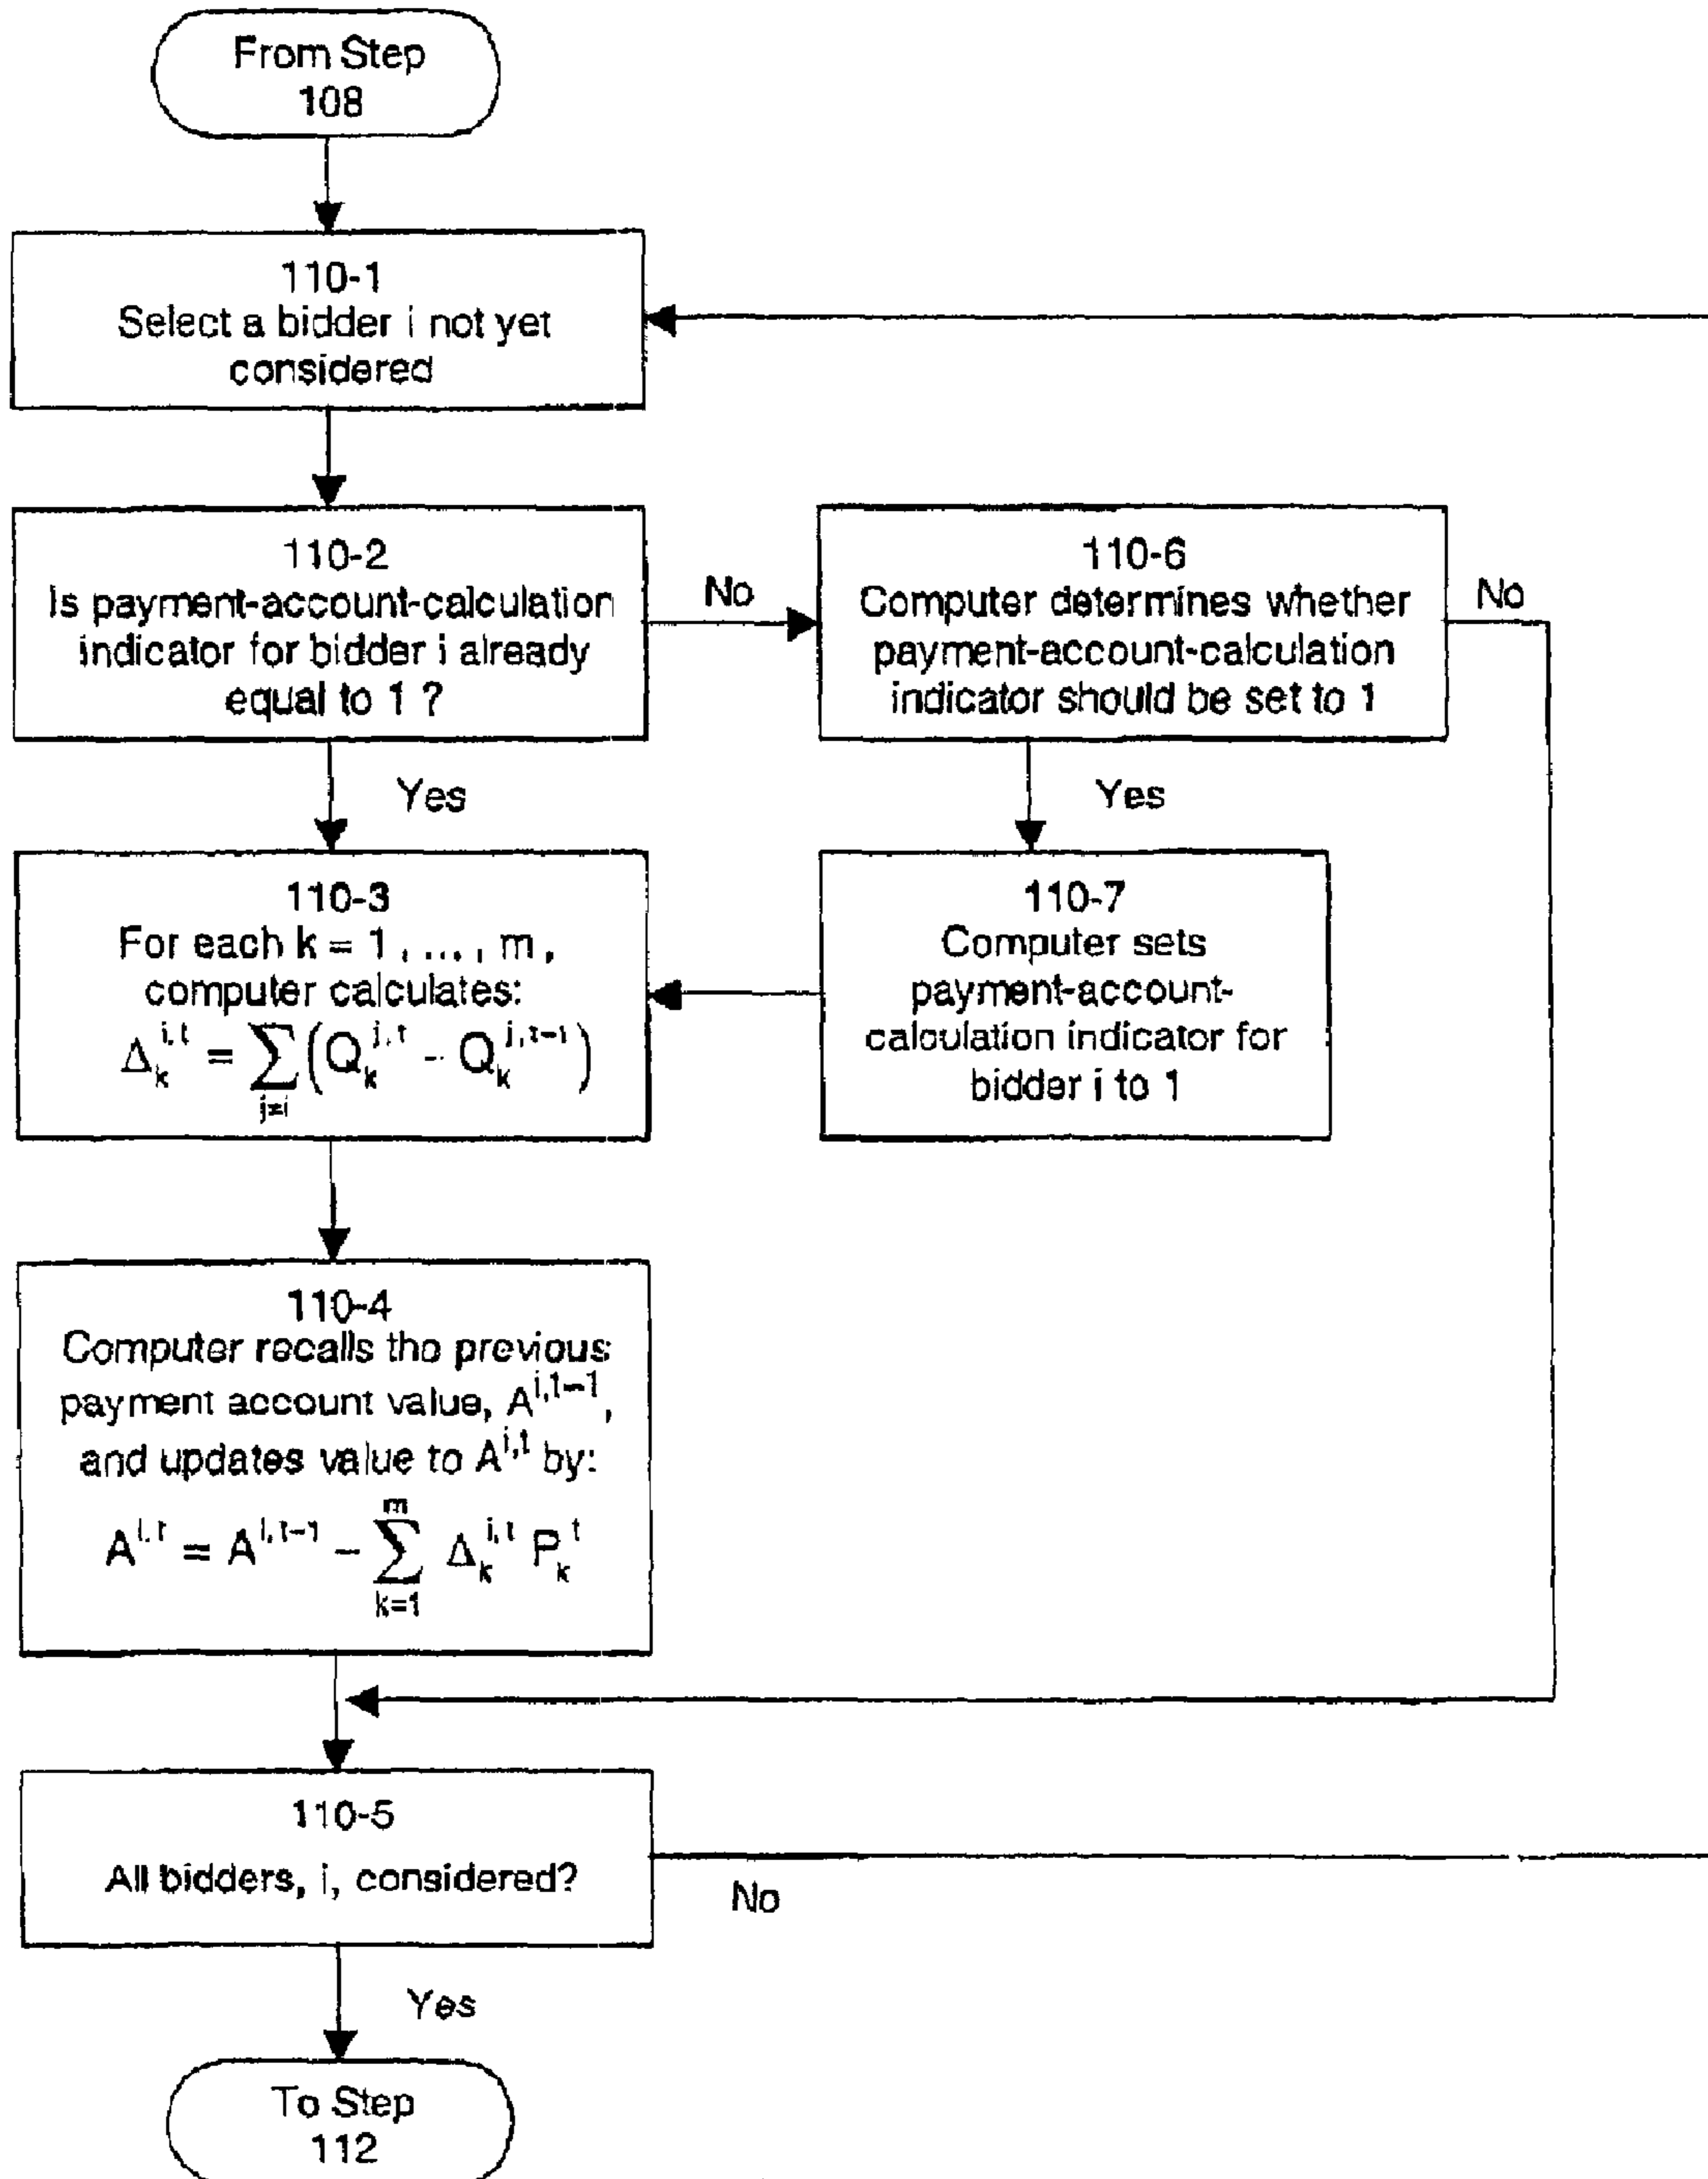 From Step
108
110-1
Select a bidder i not yet
considered
110-2
Is payment-account-calculation
indicator for bidder i already
equal to 1 ?
No
110-6
Computer determines whether
payment-account-calculation
indicator should be set to 1
No
Yes
Yes
110-3
For each k = 1 , ... , m ,
computer calculates:
Δ_k^{i,t} = ∑_{j≠i} (Q_k^{j,t} – Q_k^{j,t–1})
110-7
Computer sets
payment-account-
calculation indicator for
bidder i to 1
110-4
Computer recalls the previous
payment account value, A^{i,t–1},
and updates value to A^{i,t} by:
A^{i,t} = A^{i,t–1} – ∑_{k=1}^{m} Δ_k^{i,t} P_k^t
110-5
All bidders, i, considered?
No
Yes
To Step
112